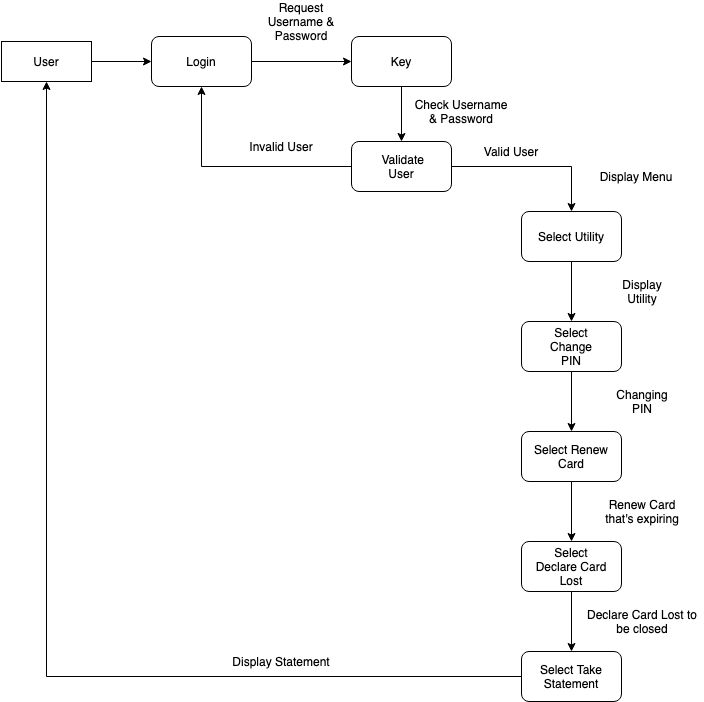 Request
Username &
Password
User
Login
Key
Check Username
& Password
Invalid User
Validate
User
Valid User
Display Menu
Select Utility
Display
Utility
Select
Change
PIN
Changing
PIN
Select Renew
Card
Renew Card
that's expiring
Select
Declare Card
Lost
Declare Card Lost to
be closed
Display Statement
Select Take
Statement